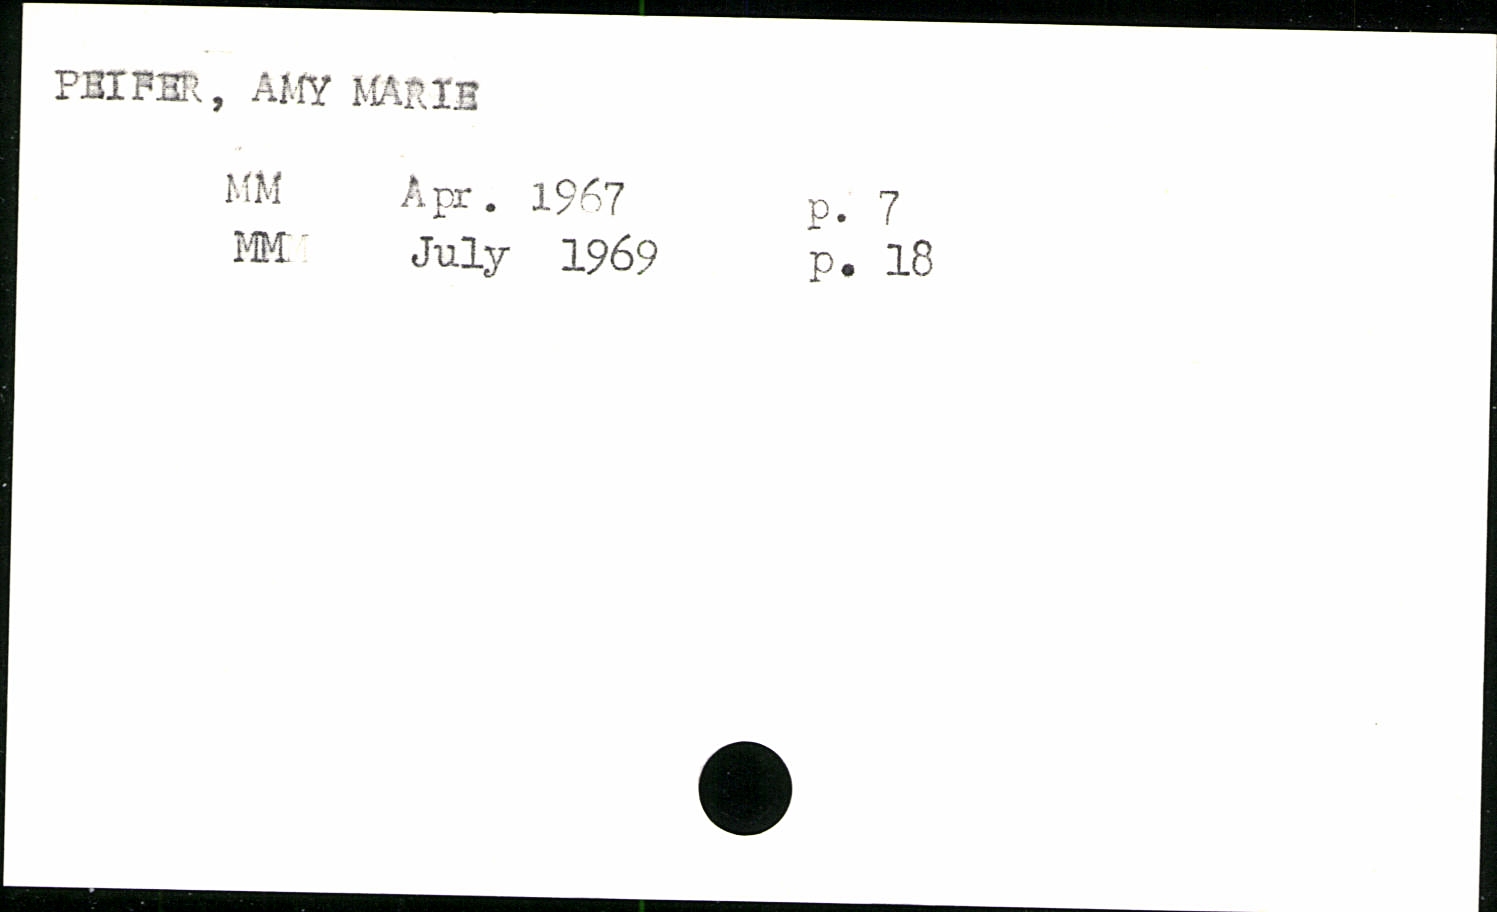 PEIFER, AMY MARIE
MM Apr. 1967 p. 7
MM July 1969 p. 18